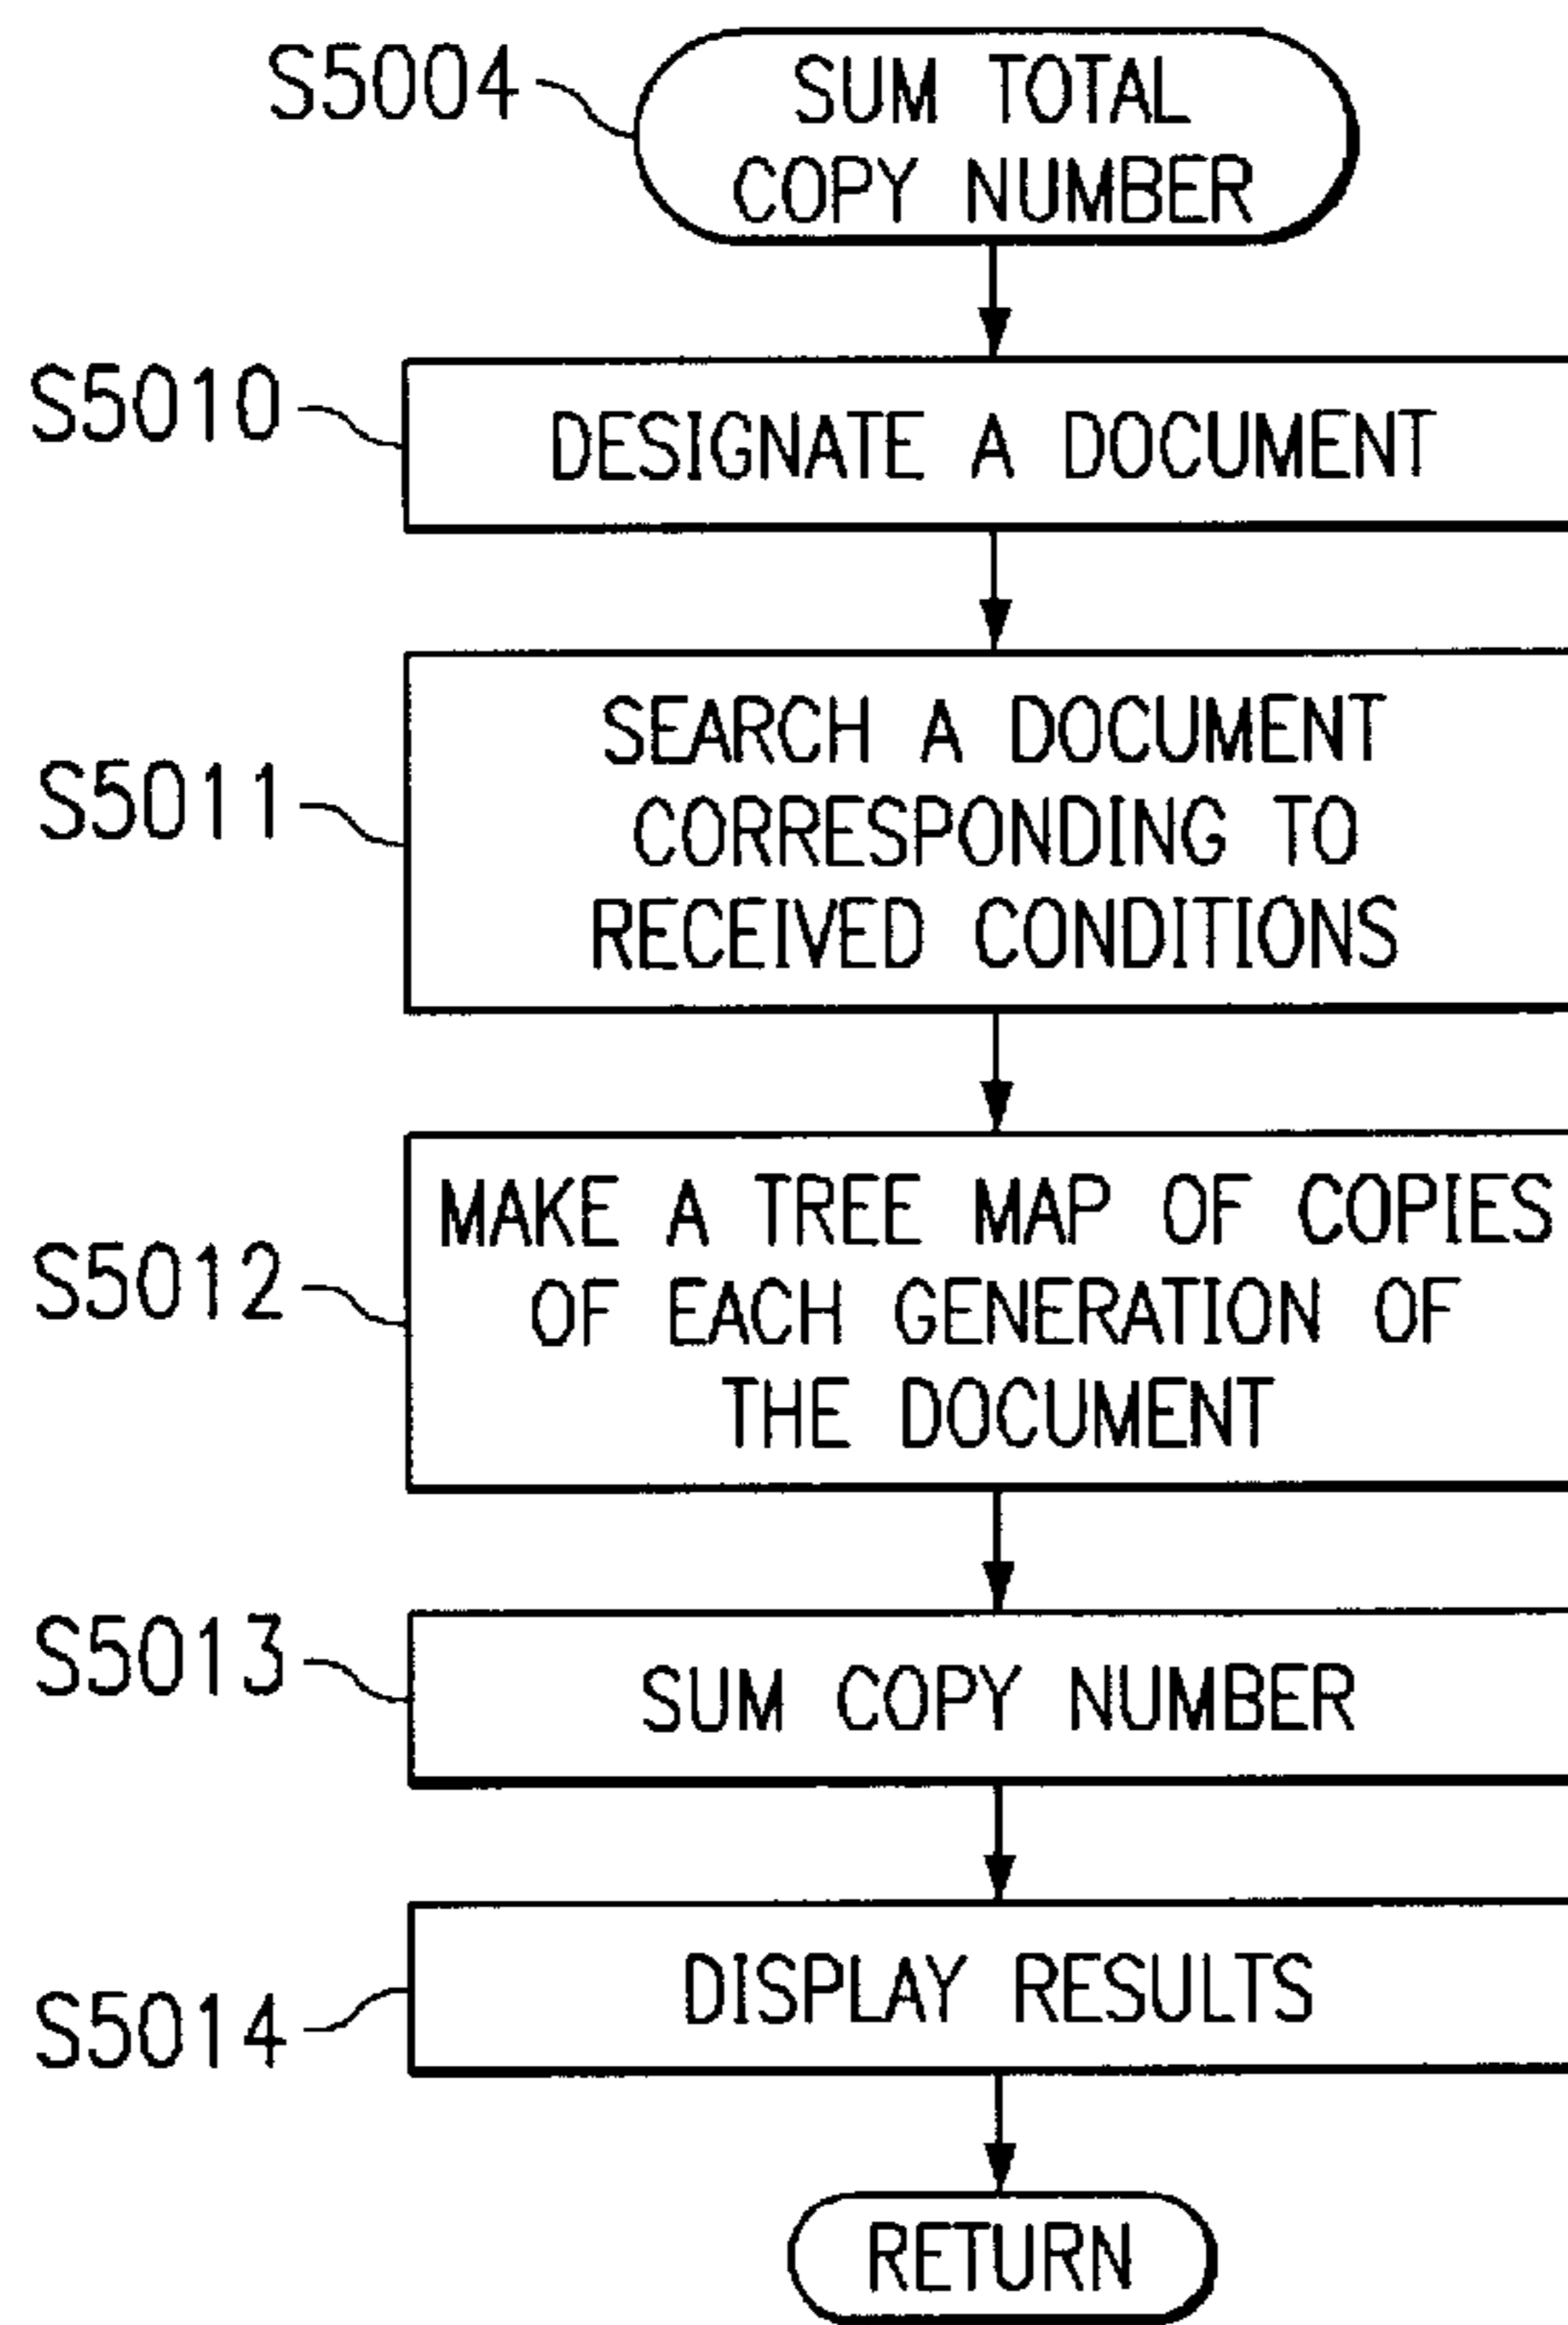 S5004
SUM TOTAL
COPY NUMBER
S5010
DESIGNATE A DOCUMENT
S5011
SEARCH A DOCUMENT
CORRESPONDING TO
RECEIVED CONDITIONS
S5012
MAKE A TREE MAP OF COPIES
OF EACH GENERATION OF
THE DOCUMENT
S5013
SUM COPY NUMBER
S5014
DISPLAY RESULTS
RETURN